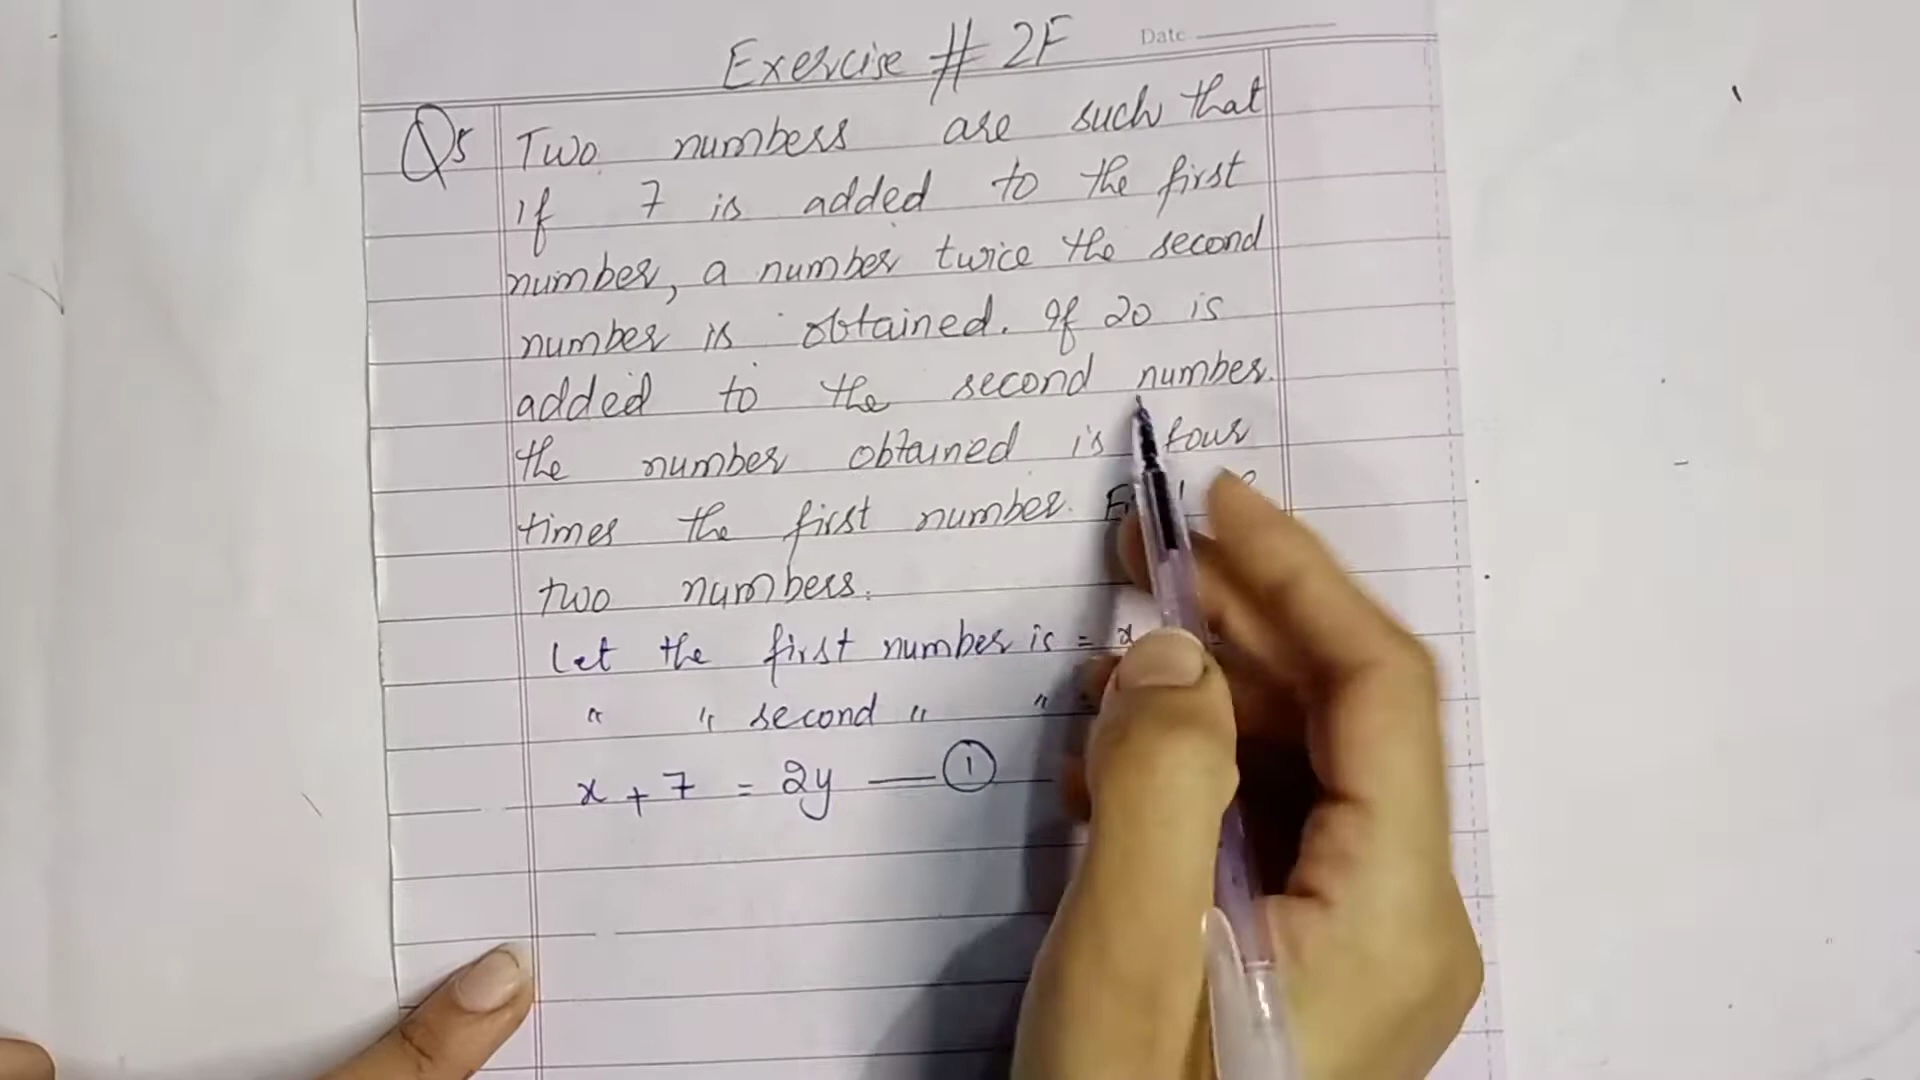 Exercise # 2F
Date
Q5 Two numbers are such that
if 7 is added to the first
number, a number twice the second
number is obtained. If 20 is
added to the second number.
the number obtained is four
times the first number.
two numbers.
Let the first number is = x
" " second " " =
x + 7 = 2y — ①